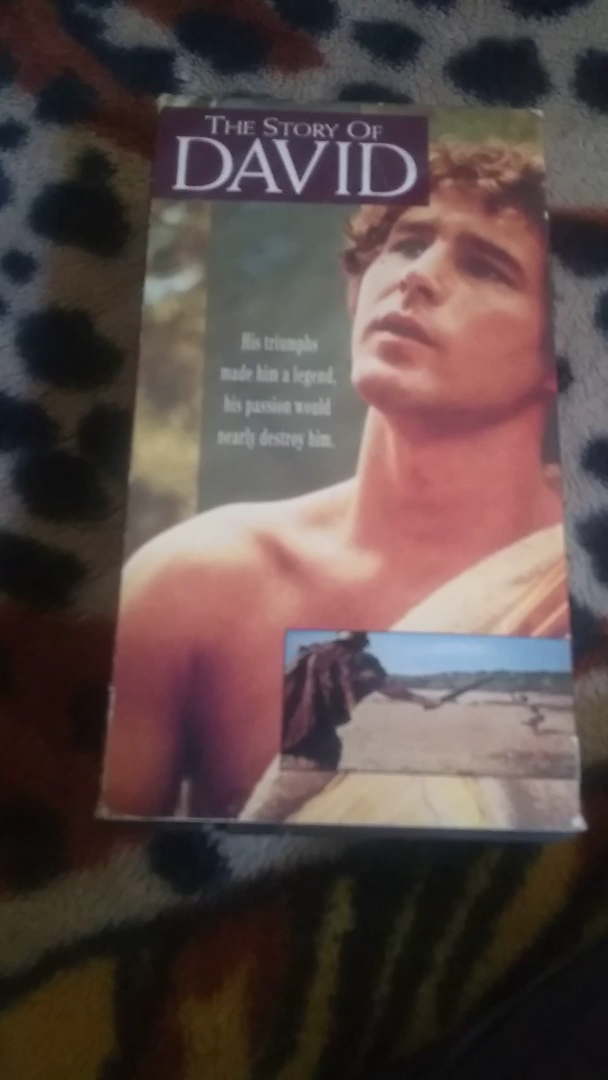 THE STORY OF
DAVID
His triumphs
made him a legend,
his passion would
nearly destroy him.